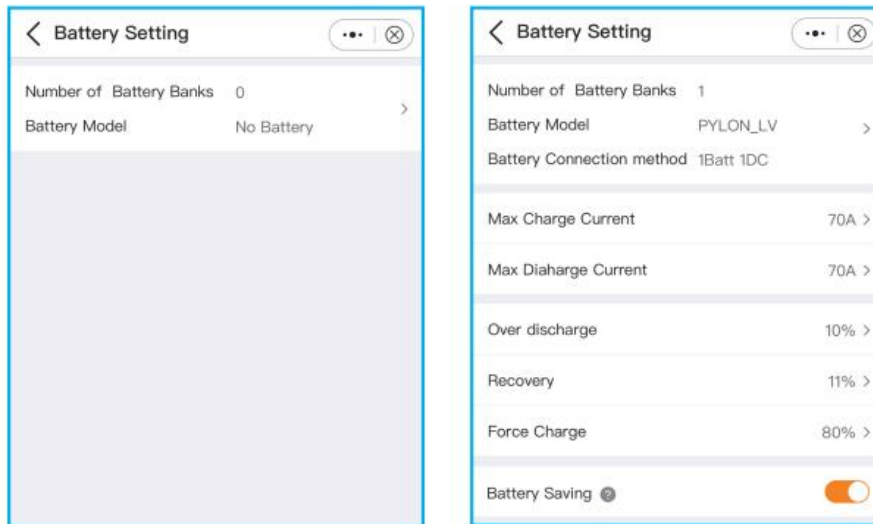 Battery Setting
Number of Battery Banks 0
Battery Model No Battery
Battery Setting
Number of Battery Banks 1
Battery Model PYLON_LV
Battery Connection method 1Batt 1DC
Max Charge Current 70A
Max Diaharge Current 70A
Over discharge 10%
Recovery 11%
Force Charge 80%
Battery Saving ?